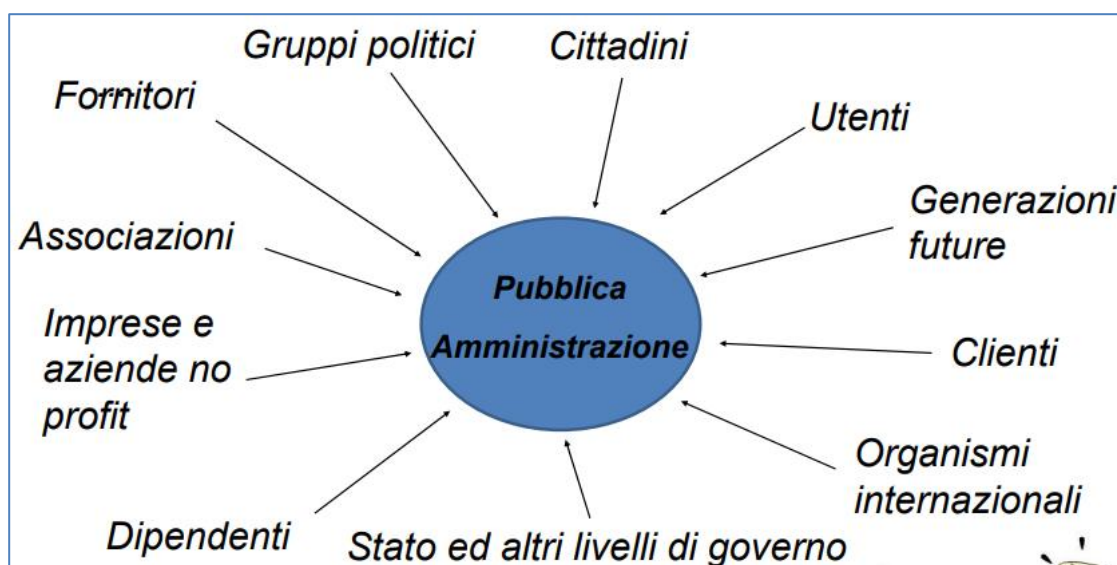 Gruppi politici
Cittadini
Fornitori
Utenti
Generazioni
future
Associazioni
Pubblica
Amministrazione
Imprese e
aziende no
profit
Clienti
Organismi
internazionali
Dipendenti
Stato ed altri livelli di governo